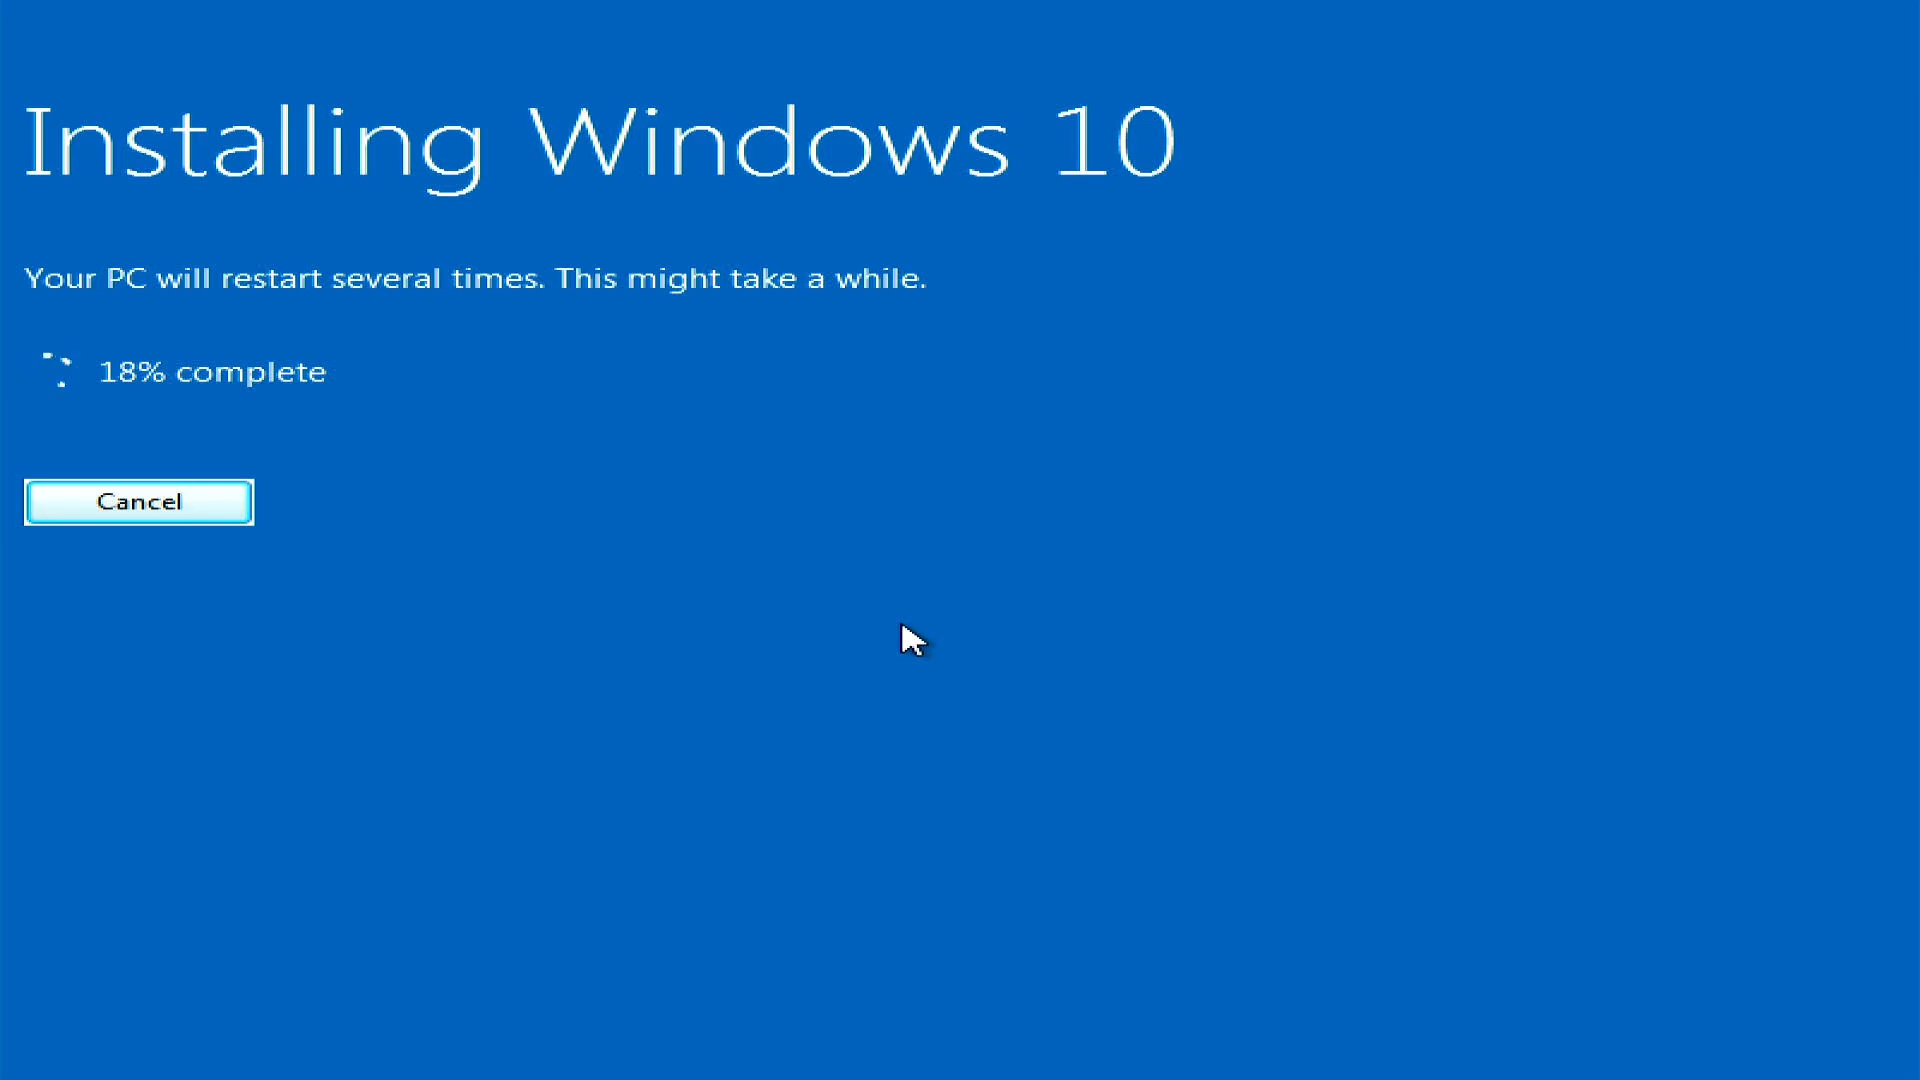 Installing Windows 10
Your PC will restart several times. This might take a while.
18% complete
Cancel